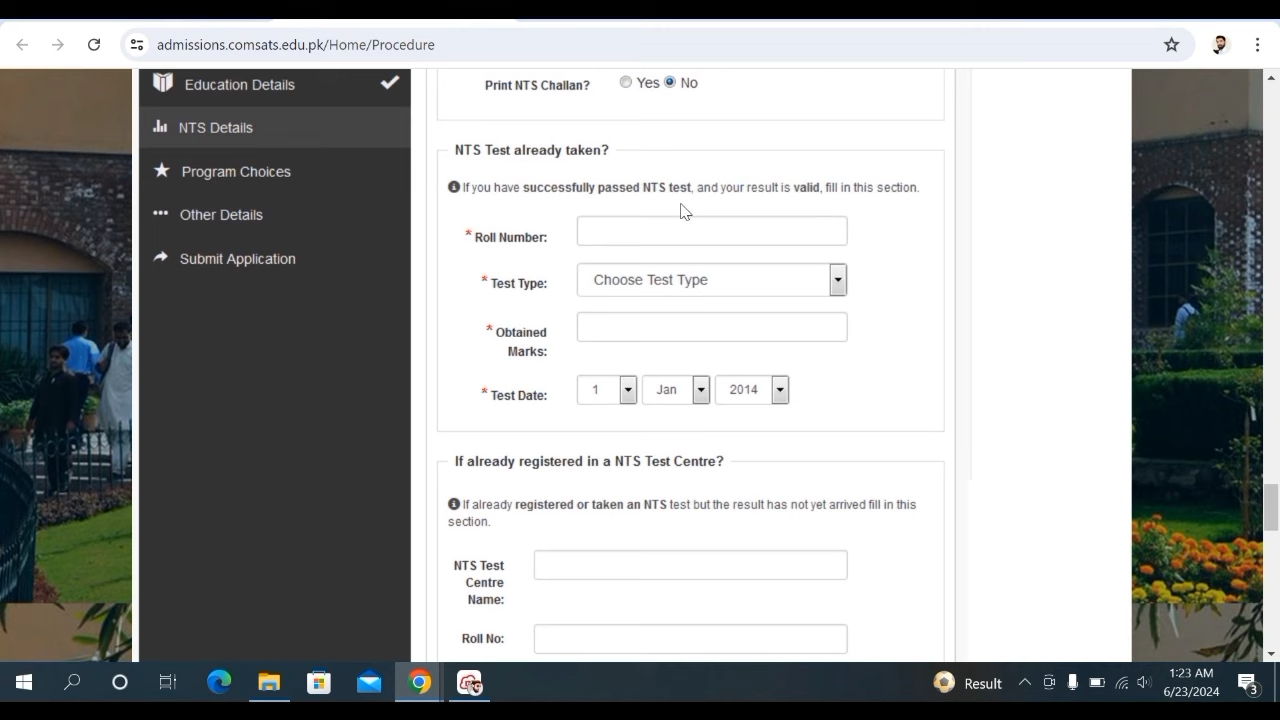 admissions.comsats.edu.pk/Home/Procedure
Education Details
NTS Details
Program Choices
Other Details
Submit Application
Print NTS Challan? Yes No
NTS Test already taken?
If you have successfully passed NTS test, and your result is valid, fill in this section.
* Roll Number:
* Test Type: Choose Test Type
* Obtained
Marks:
* Test Date: 1 Jan 2014
If already registered in a NTS Test Centre?
If already registered or taken an NTS test but the result has not yet arrived fill in this
section.
NTS Test
Centre
Name:
Roll No:
Result
1:23 AM
6/23/2024
3